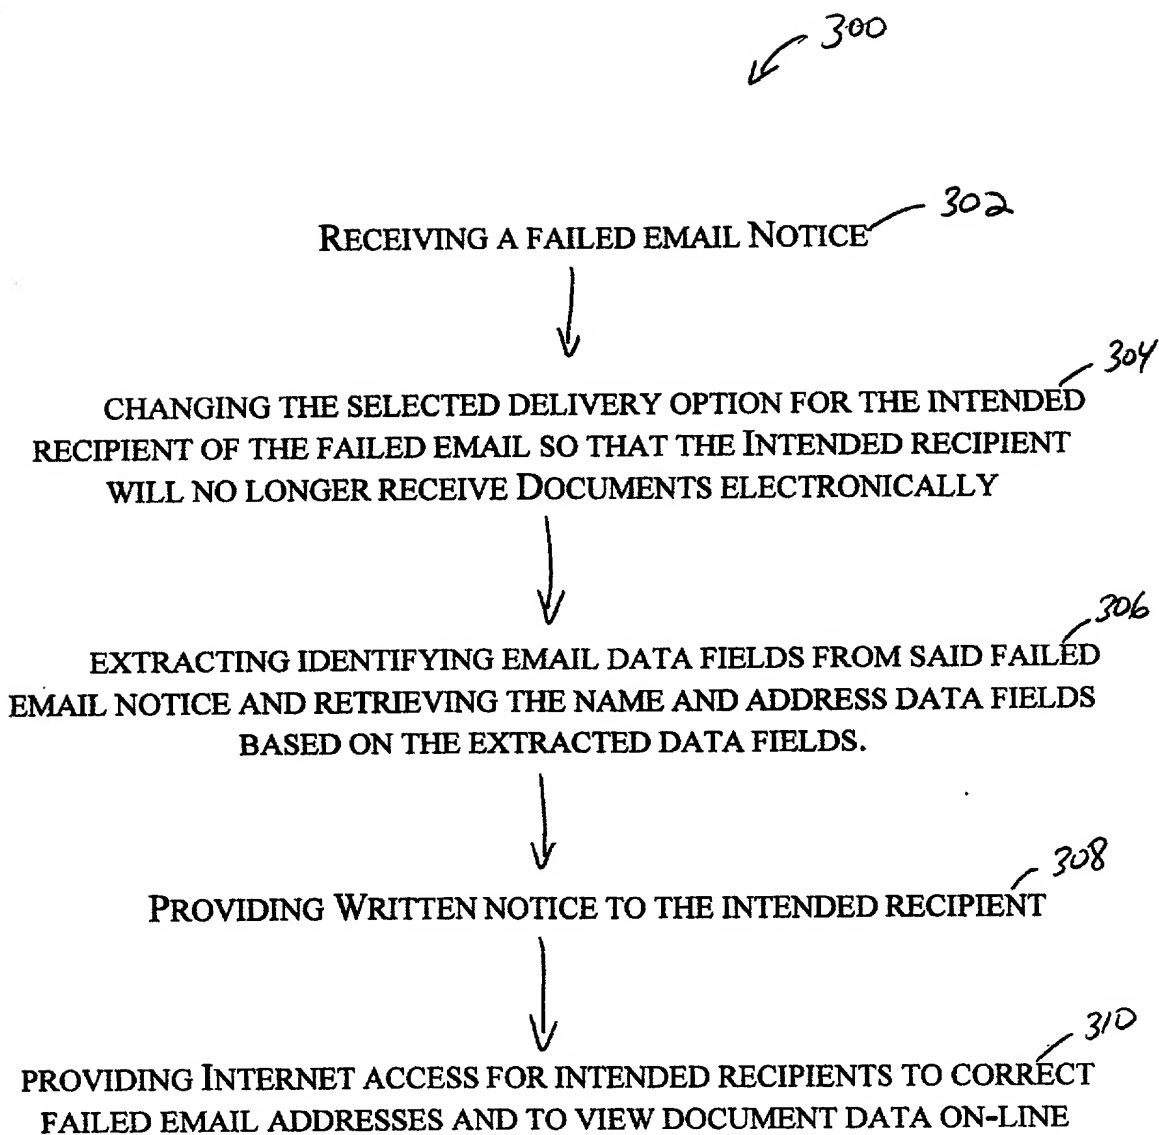 300
RECEIVING A FAILED EMAIL NOTICE 302
CHANGING THE SELECTED DELIVERY OPTION FOR THE INTENDED 304
RECIPIENT OF THE FAILED EMAIL SO THAT THE INTENDED RECIPIENT
WILL NO LONGER RECEIVE DOCUMENTS ELECTRONICALLY
EXTRACTING IDENTIFYING EMAIL DATA FIELDS FROM SAID FAILED 306
EMAIL NOTICE AND RETRIEVING THE NAME AND ADDRESS DATA FIELDS
BASED ON THE EXTRACTED DATA FIELDS.
PROVIDING WRITTEN NOTICE TO THE INTENDED RECIPIENT 308
PROVIDING INTERNET ACCESS FOR INTENDED RECIPIENTS TO CORRECT 310
FAILED EMAIL ADDRESSES AND TO VIEW DOCUMENT DATA ON-LINE